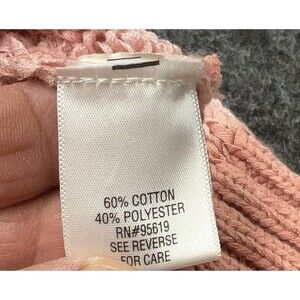 60% COTTON
40% POLYESTER
RN#95619
SEE REVERSE
FOR CARE